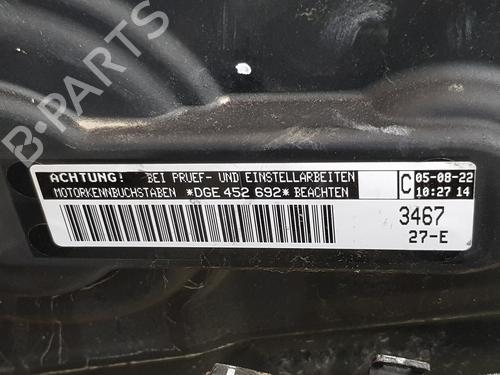 B-PARTS
ACHTUNG! BEI PRUEF- UND EINSTELLARBEITEN
MOTORKENNBUCHSTABEN *DGE 452 692* BEACHTEN
C
05-08-22
10:27 14
3467
27-E